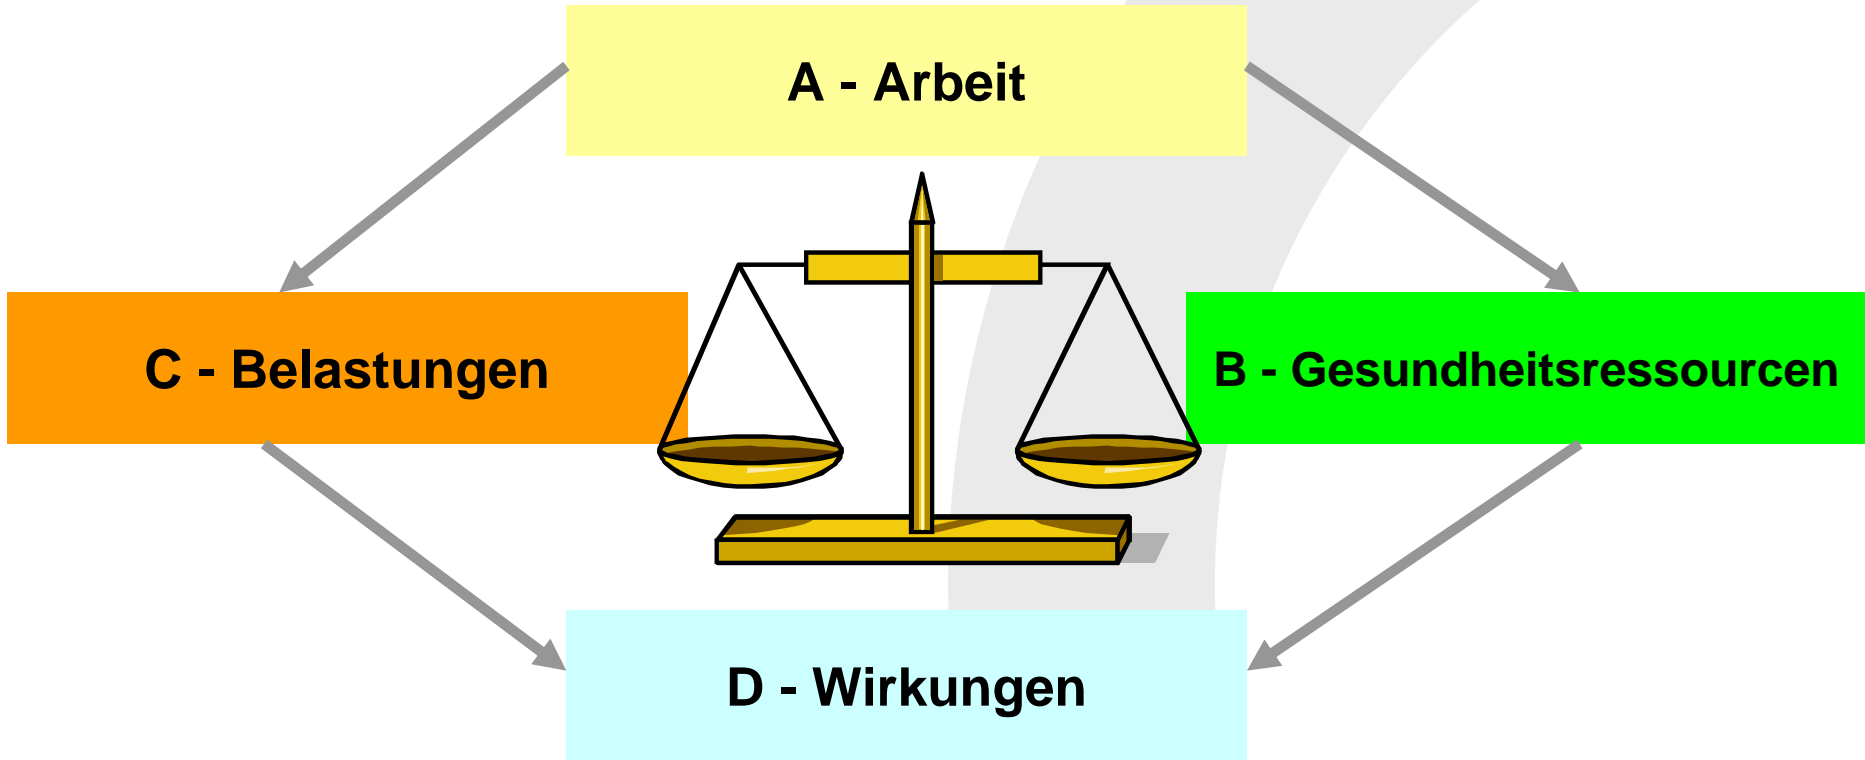 A - Arbeit
C - Belastungen
B - Gesundheitsressourcen
D - Wirkungen